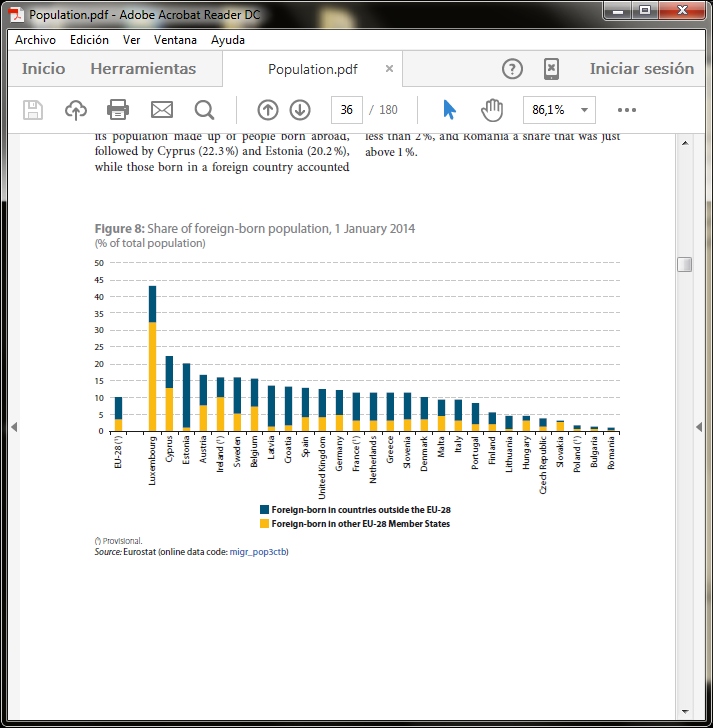 Population.pdf - Adobe Acrobat Reader DC
Archivo Edición Ver Ventana Ayuda
Inicio Herramientas Population.pdf × Iniciar sesión
36 / 180 86,1%
its population made up of people born abroad,
followed by Cyprus (22.3 %) and Estonia (20.2 %),
while those born in a foreign country accounted
less than 2 %, and Romania a share that was just
above 1 %.
Figure 8: Share of foreign-born population, 1 January 2014
(% of total population)
50
45
40
35
30
25
20
15
10
5
0
EU-28 (¹)
Luxembourg
Cyprus
Estonia
Austria
Ireland (¹)
Sweden
Belgium
Latvia
Croatia
Spain
United Kingdom
Germany
France (¹)
Netherlands
Greece
Slovenia
Denmark
Malta
Italy
Portugal
Finland
Lithuania
Hungary
Czech Republic
Slovakia
Poland (¹)
Bulgaria
Romania
Foreign-born in countries outside the EU-28
Foreign-born in other EU-28 Member States
(¹) Provisional.
Source: Eurostat (online data code: migr_pop3ctb)